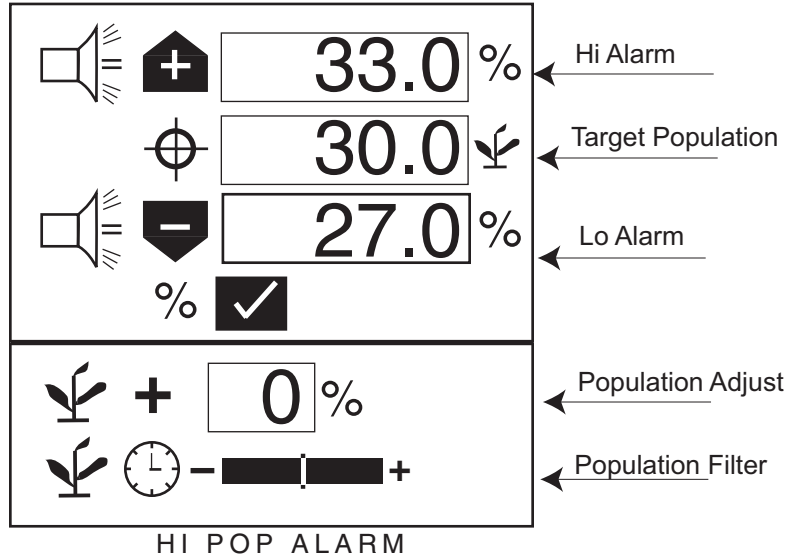 33.0 % Hi Alarm
30.0 Target Population
27.0 % Lo Alarm
%
+ 0 % Population Adjust
- + Population Filter
HI POP ALARM